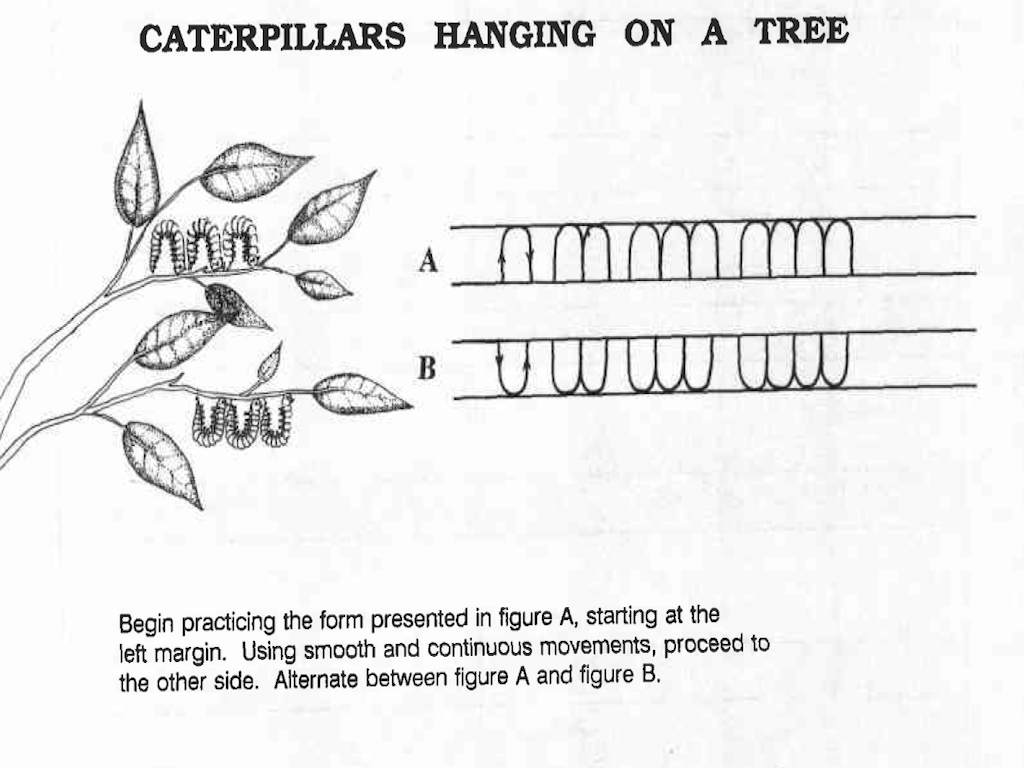 CATERPILLARS HANGING ON A TREE
A
B
Begin practicing the form presented in figure A, starting at the
left margin. Using smooth and continuous movements, proceed to
the other side. Alternate between figure A and figure B.